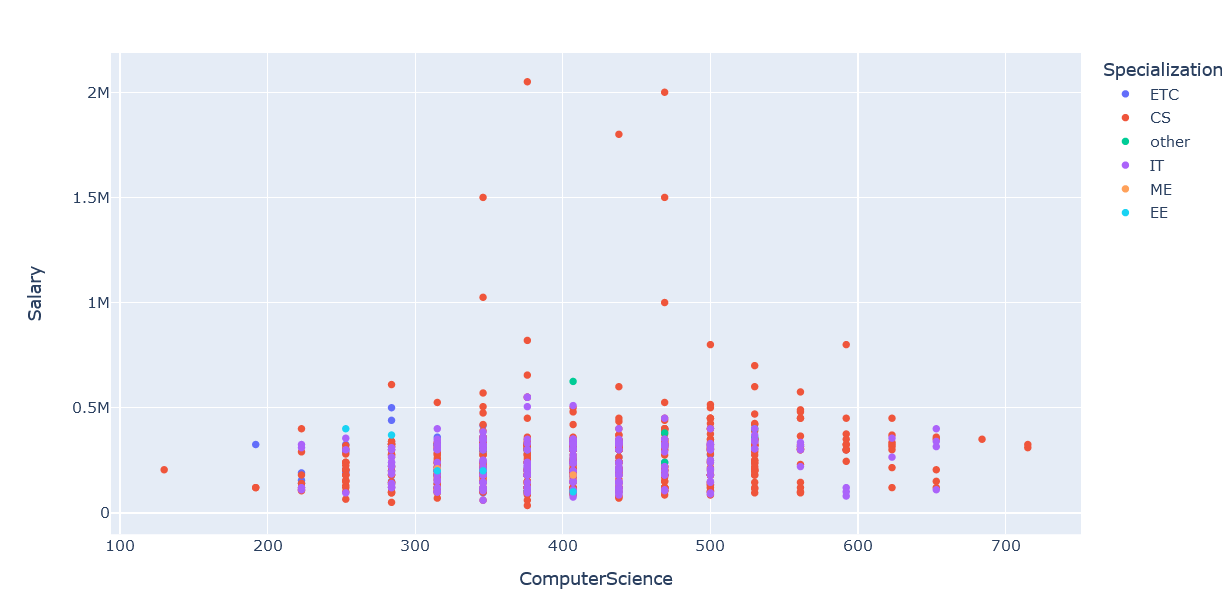 Specialization
ETC
CS
other
IT
ME
EE
2M
1.5M
1M
0.5M
0
Salary
100 200 300 400 500 600 700
ComputerScience